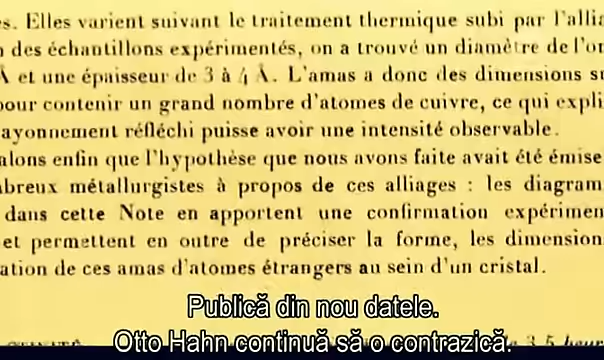 s. Elles varient suivant le traitement thermique subi par l'allia
des échantillons expérimentés, on a trouvé un diamètre de l'or
Å et une épaisseur de 3 à 4 Å. L'amas a donc des dimensions su
pour contenir un grand nombre d'atomes de cuivre, ce qui expli
ayonnement réfléchi puisse avoir une intensité observable.
alons enfin que l'hypothèse que nous avons faite avait été émise
breux métallurgistes à propos de ces alliages : les diagram
dans cette Note en apportent une confirmation expérimen
et permettent en outre de préciser la forme, les dimension
ation de ces amas d'atomes étrangers au sein d'un cristal.
Publică din nou datele.
Otto Hahn continuă să o contrazică.